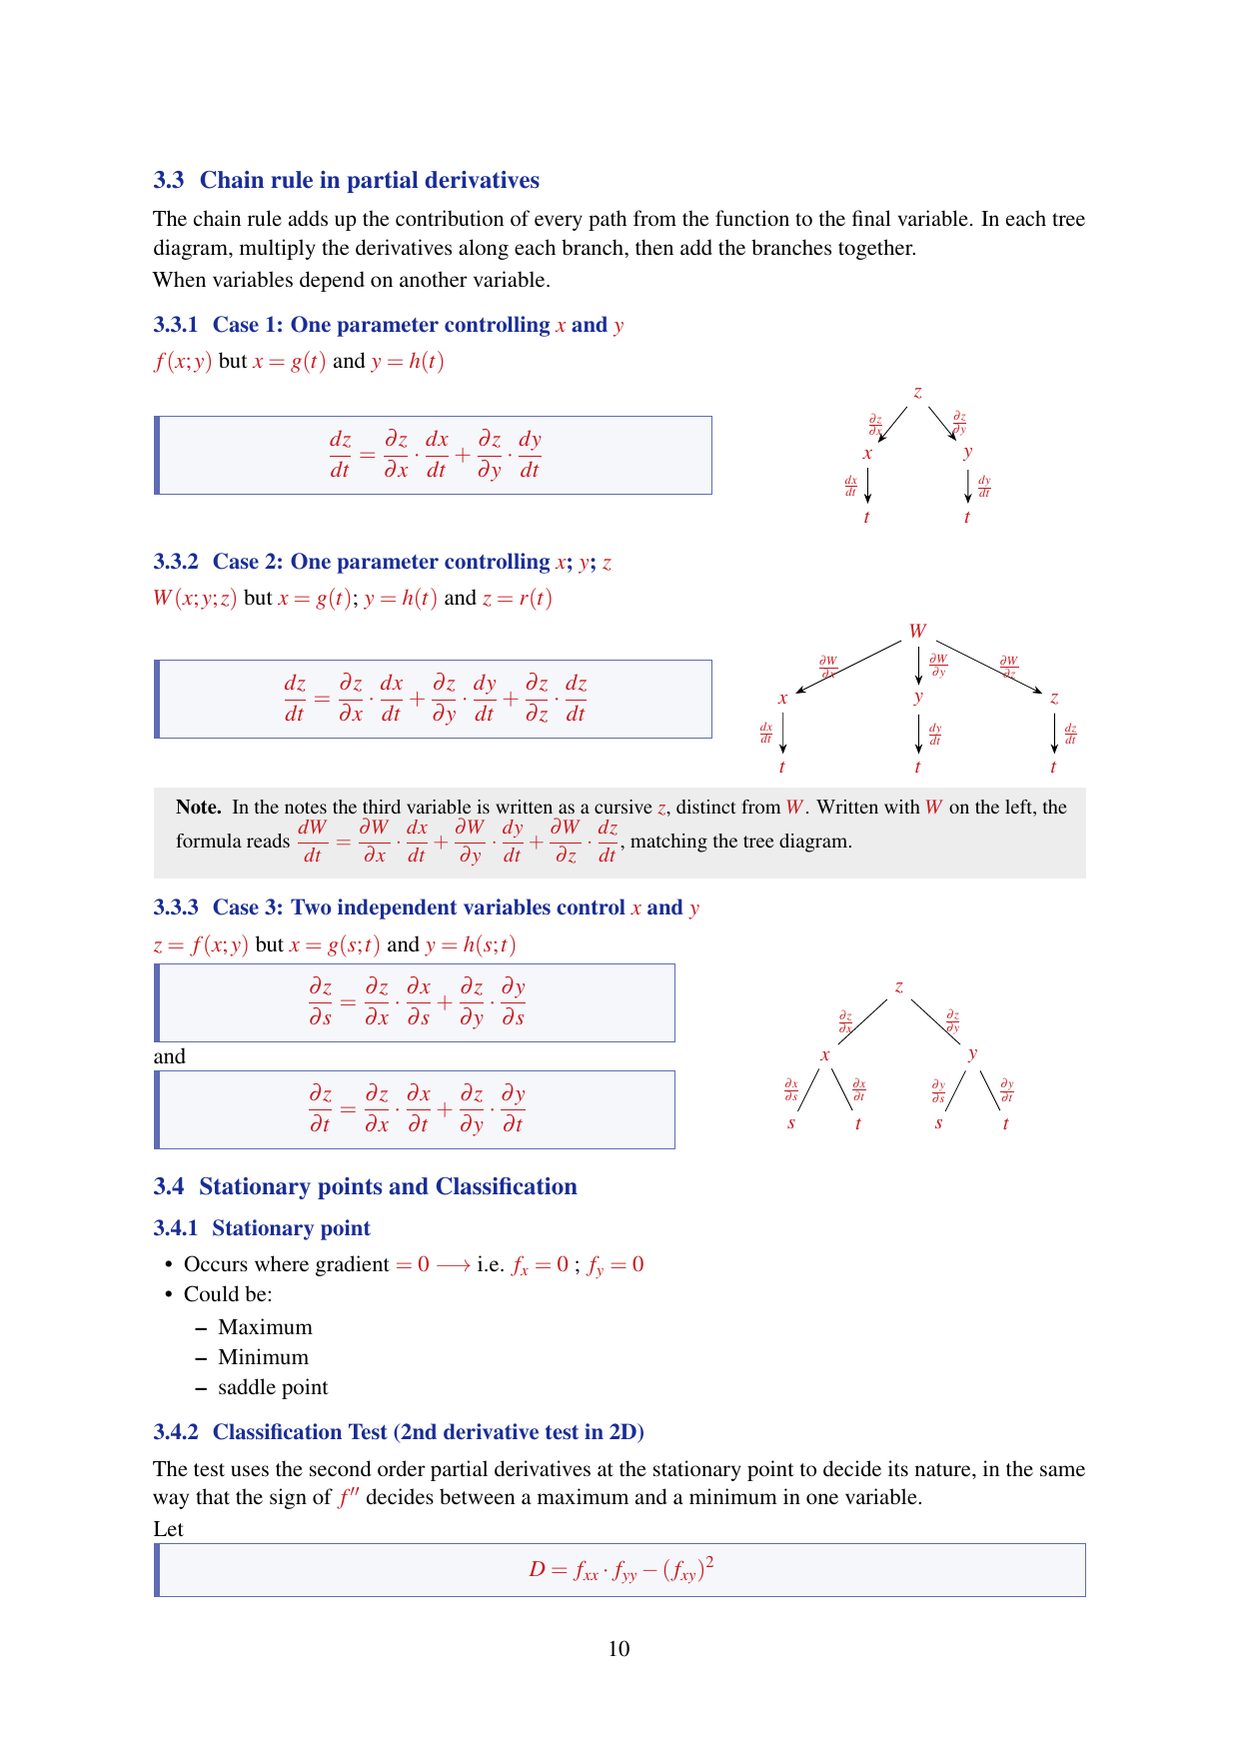 3.3 Chain rule in partial derivatives
The chain rule adds up the contribution of every path from the function to the final variable. In each tree
diagram, multiply the derivatives along each branch, then add the branches together.
When variables depend on another variable.
3.3.1 Case 1: One parameter controlling x and y
f(x;y) but x = g(t) and y = h(t)
dz/dt = ∂z/∂x · dx/dt + ∂z/∂y · dy/dt
z
∂z/∂x ∂z/∂y
x y
dx/dt dy/dt
t t
3.3.2 Case 2: One parameter controlling x; y; z
W(x;y;z) but x = g(t); y = h(t) and z = r(t)
dz/dt = ∂z/∂x · dx/dt + ∂z/∂y · dy/dt + ∂z/∂z · dz/dt
W
∂W/∂x ∂W/∂y ∂W/∂z
x y z
dx/dt dy/dt dz/dt
t t t
Note. In the notes the third variable is written as a cursive z, distinct from W. Written with W on the left, the
formula reads dW/dt = ∂W/∂x · dx/dt + ∂W/∂y · dy/dt + ∂W/∂z · dz/dt, matching the tree diagram.
3.3.3 Case 3: Two independent variables control x and y
z = f(x;y) but x = g(s;t) and y = h(s;t)
∂z/∂s = ∂z/∂x · ∂x/∂s + ∂z/∂y · ∂y/∂s
and
∂z/∂t = ∂z/∂x · ∂x/∂t + ∂z/∂y · ∂y/∂t
z
∂z/∂x ∂z/∂y
x y
∂x/∂s ∂x/∂t ∂y/∂s ∂y/∂t
s t s t
3.4 Stationary points and Classification
3.4.1 Stationary point
• Occurs where gradient = 0 ⟶ i.e. fₓ = 0 ; f_y = 0
• Could be:
– Maximum
– Minimum
– saddle point
3.4.2 Classification Test (2nd derivative test in 2D)
The test uses the second order partial derivatives at the stationary point to decide its nature, in the same
way that the sign of f″ decides between a maximum and a minimum in one variable.
Let
D = f_xx · f_yy − (f_xy)²
10